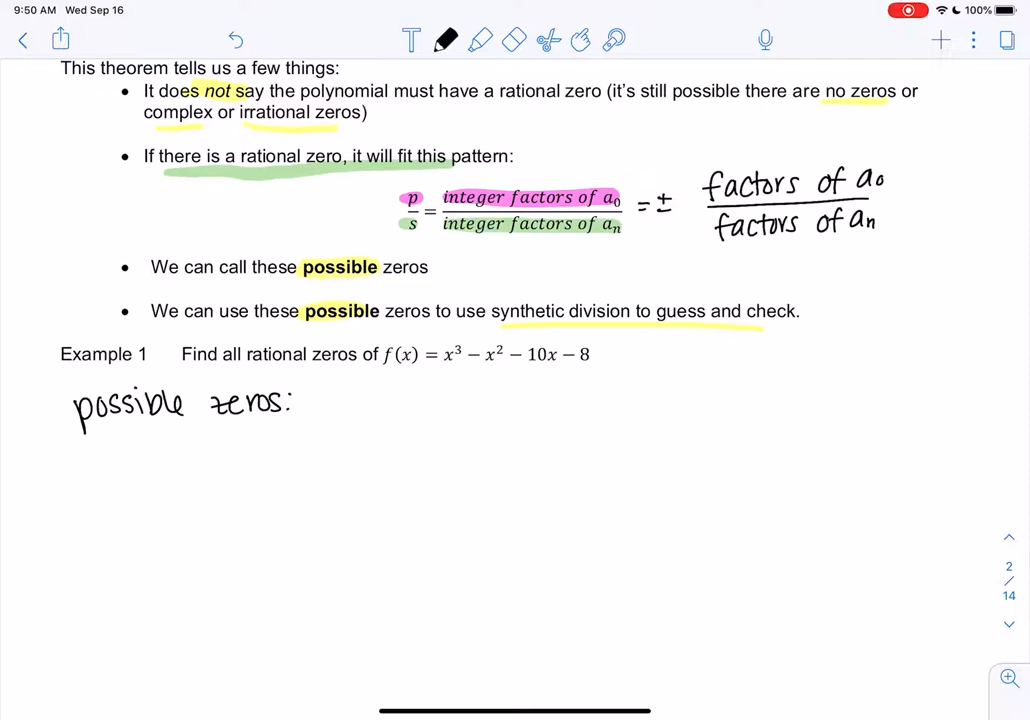 9:50 AM Wed Sep 16
100%
This theorem tells us a few things:
• It does not say the polynomial must have a rational zero (it's still possible there are no zeros or
complex or irrational zeros)
• If there is a rational zero, it will fit this pattern:
p/s = integer factors of a₀ / integer factors of aₙ = ± factors of a₀ / factors of aₙ
• We can call these possible zeros
• We can use these possible zeros to use synthetic division to guess and check.
Example 1 Find all rational zeros of f(x) = x³ − x² − 10x − 8
possible zeros:
2
/
14